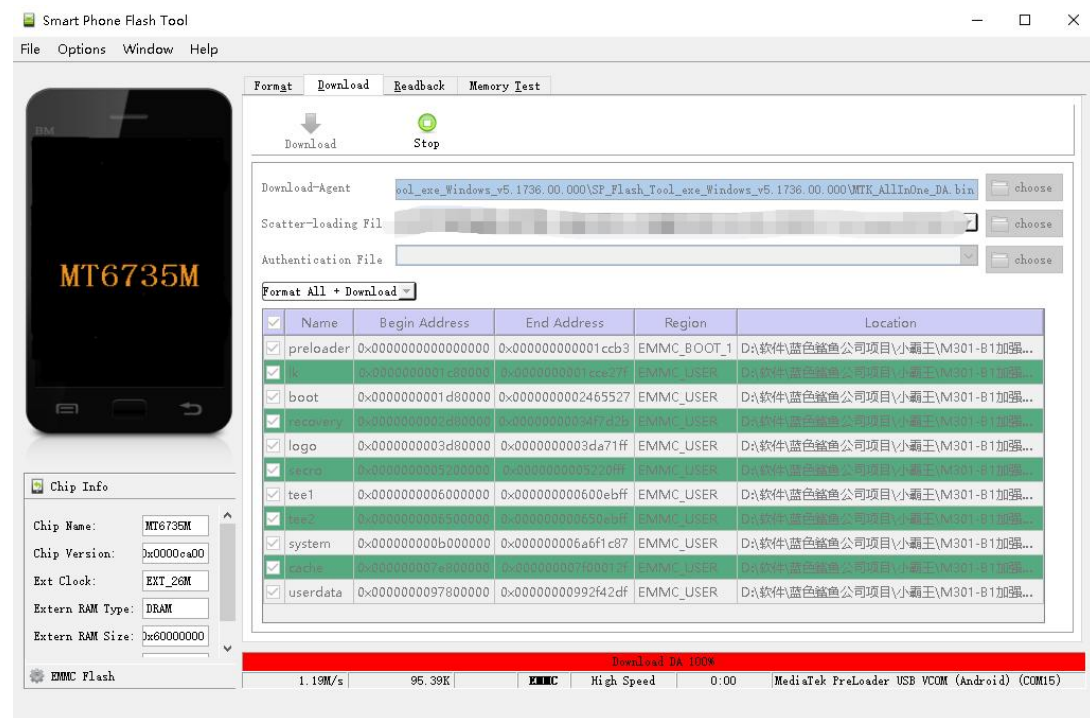 Smart Phone Flash Tool
File Options Window Help
Format Download Readback Memory Test
BM
Download Stop
Download-Agent ool_exe_Windows_v5.1736.00.000\SP_Flash_Tool_exe_Windows_v5.1736.00.000\MTK_AllInOne_DA.bin choose
Scatter-loading Fil choose
Authentication File choose
MT6735M
Format All + Download
Name Begin Address End Address Region Location
preloader 0x0000000000000000 0x000000000001ccb3 EMMC_BOOT_1 D:\软件\蓝色鲨鱼公司项目\小霸王\M301-B1加强...
lk 0x0000000001c80000 0x0000000001cce27f EMMC_USER D:\软件\蓝色鲨鱼公司项目\小霸王\M301-B1加强...
boot 0x0000000001d80000 0x0000000002465527 EMMC_USER D:\软件\蓝色鲨鱼公司项目\小霸王\M301-B1加强...
recovery 0x0000000002d80000 0x00000000034f7d2b EMMC_USER D:\软件\蓝色鲨鱼公司项目\小霸王\M301-B1加强...
logo 0x0000000003d80000 0x0000000003da71ff EMMC_USER D:\软件\蓝色鲨鱼公司项目\小霸王\M301-B1加强...
secro 0x0000000005200000 0x0000000005220fff EMMC_USER D:\软件\蓝色鲨鱼公司项目\小霸王\M301-B1加强...
tee1 0x0000000006000000 0x000000000600ebff EMMC_USER D:\软件\蓝色鲨鱼公司项目\小霸王\M301-B1加强...
tee2 0x0000000006500000 0x000000000650ebff EMMC_USER D:\软件\蓝色鲨鱼公司项目\小霸王\M301-B1加强...
system 0x000000000b000000 0x000000006a6f1c87 EMMC_USER D:\软件\蓝色鲨鱼公司项目\小霸王\M301-B1加强...
cache 0x000000007e800000 0x000000007f00012f EMMC_USER D:\软件\蓝色鲨鱼公司项目\小霸王\M301-B1加强...
userdata 0x0000000097800000 0x00000000992f42df EMMC_USER D:\软件\蓝色鲨鱼公司项目\小霸王\M301-B1加强...
Chip Info
Chip Name: MT6735M
Chip Version: 0x0000ca00
Ext Clock: EXT_26M
Extern RAM Type: DRAM
Extern RAM Size: 0x60000000
EMMC Flash
Download DA 100%
1.19M/s 95.39K EMMC High Speed 0:00 MediaTek PreLoader USB VCOM (Android) (COM15)